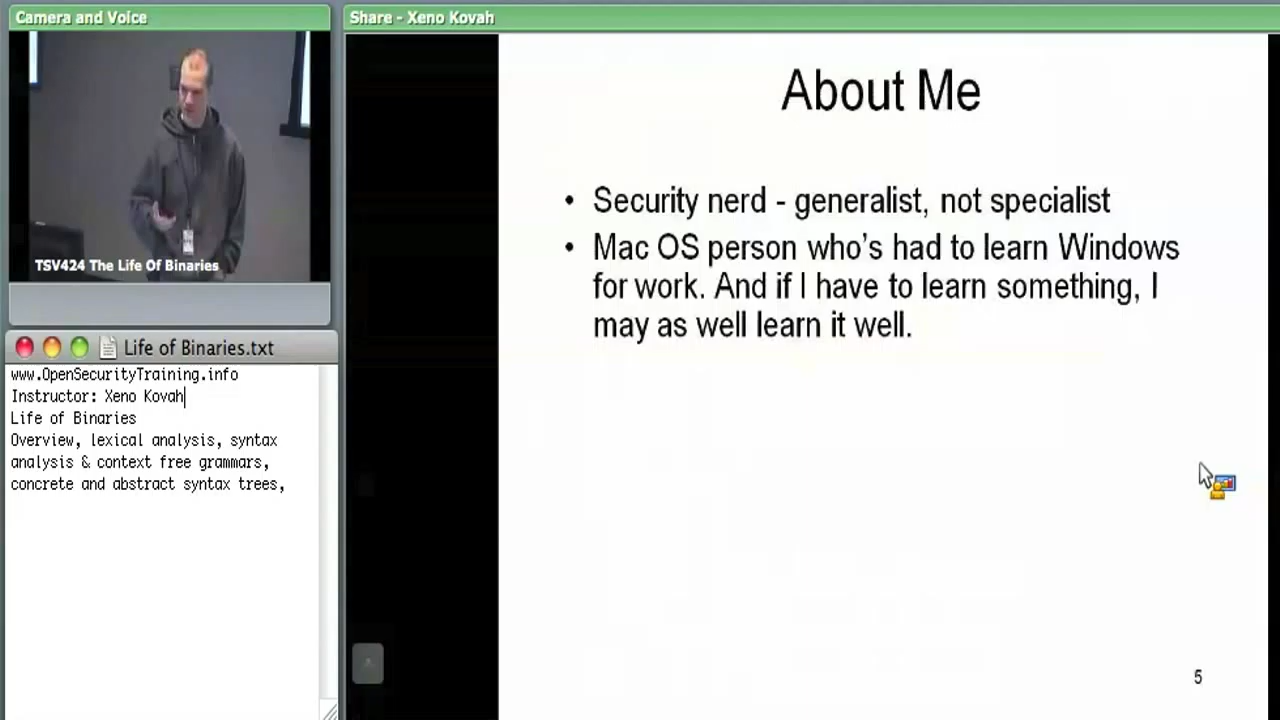 Camera and Voice
TSV424 The Life Of Binaries
Life of Binaries.txt
www.OpenSecurityTraining.info
Instructor: Xeno Kovah
Life of Binaries
Overview, lexical analysis, syntax
analysis & context free grammars,
concrete and abstract syntax trees,
Share - Xeno Kovah
About Me
• Security nerd - generalist, not specialist
• Mac OS person who's had to learn Windows
for work. And if I have to learn something, I
may as well learn it well.
5